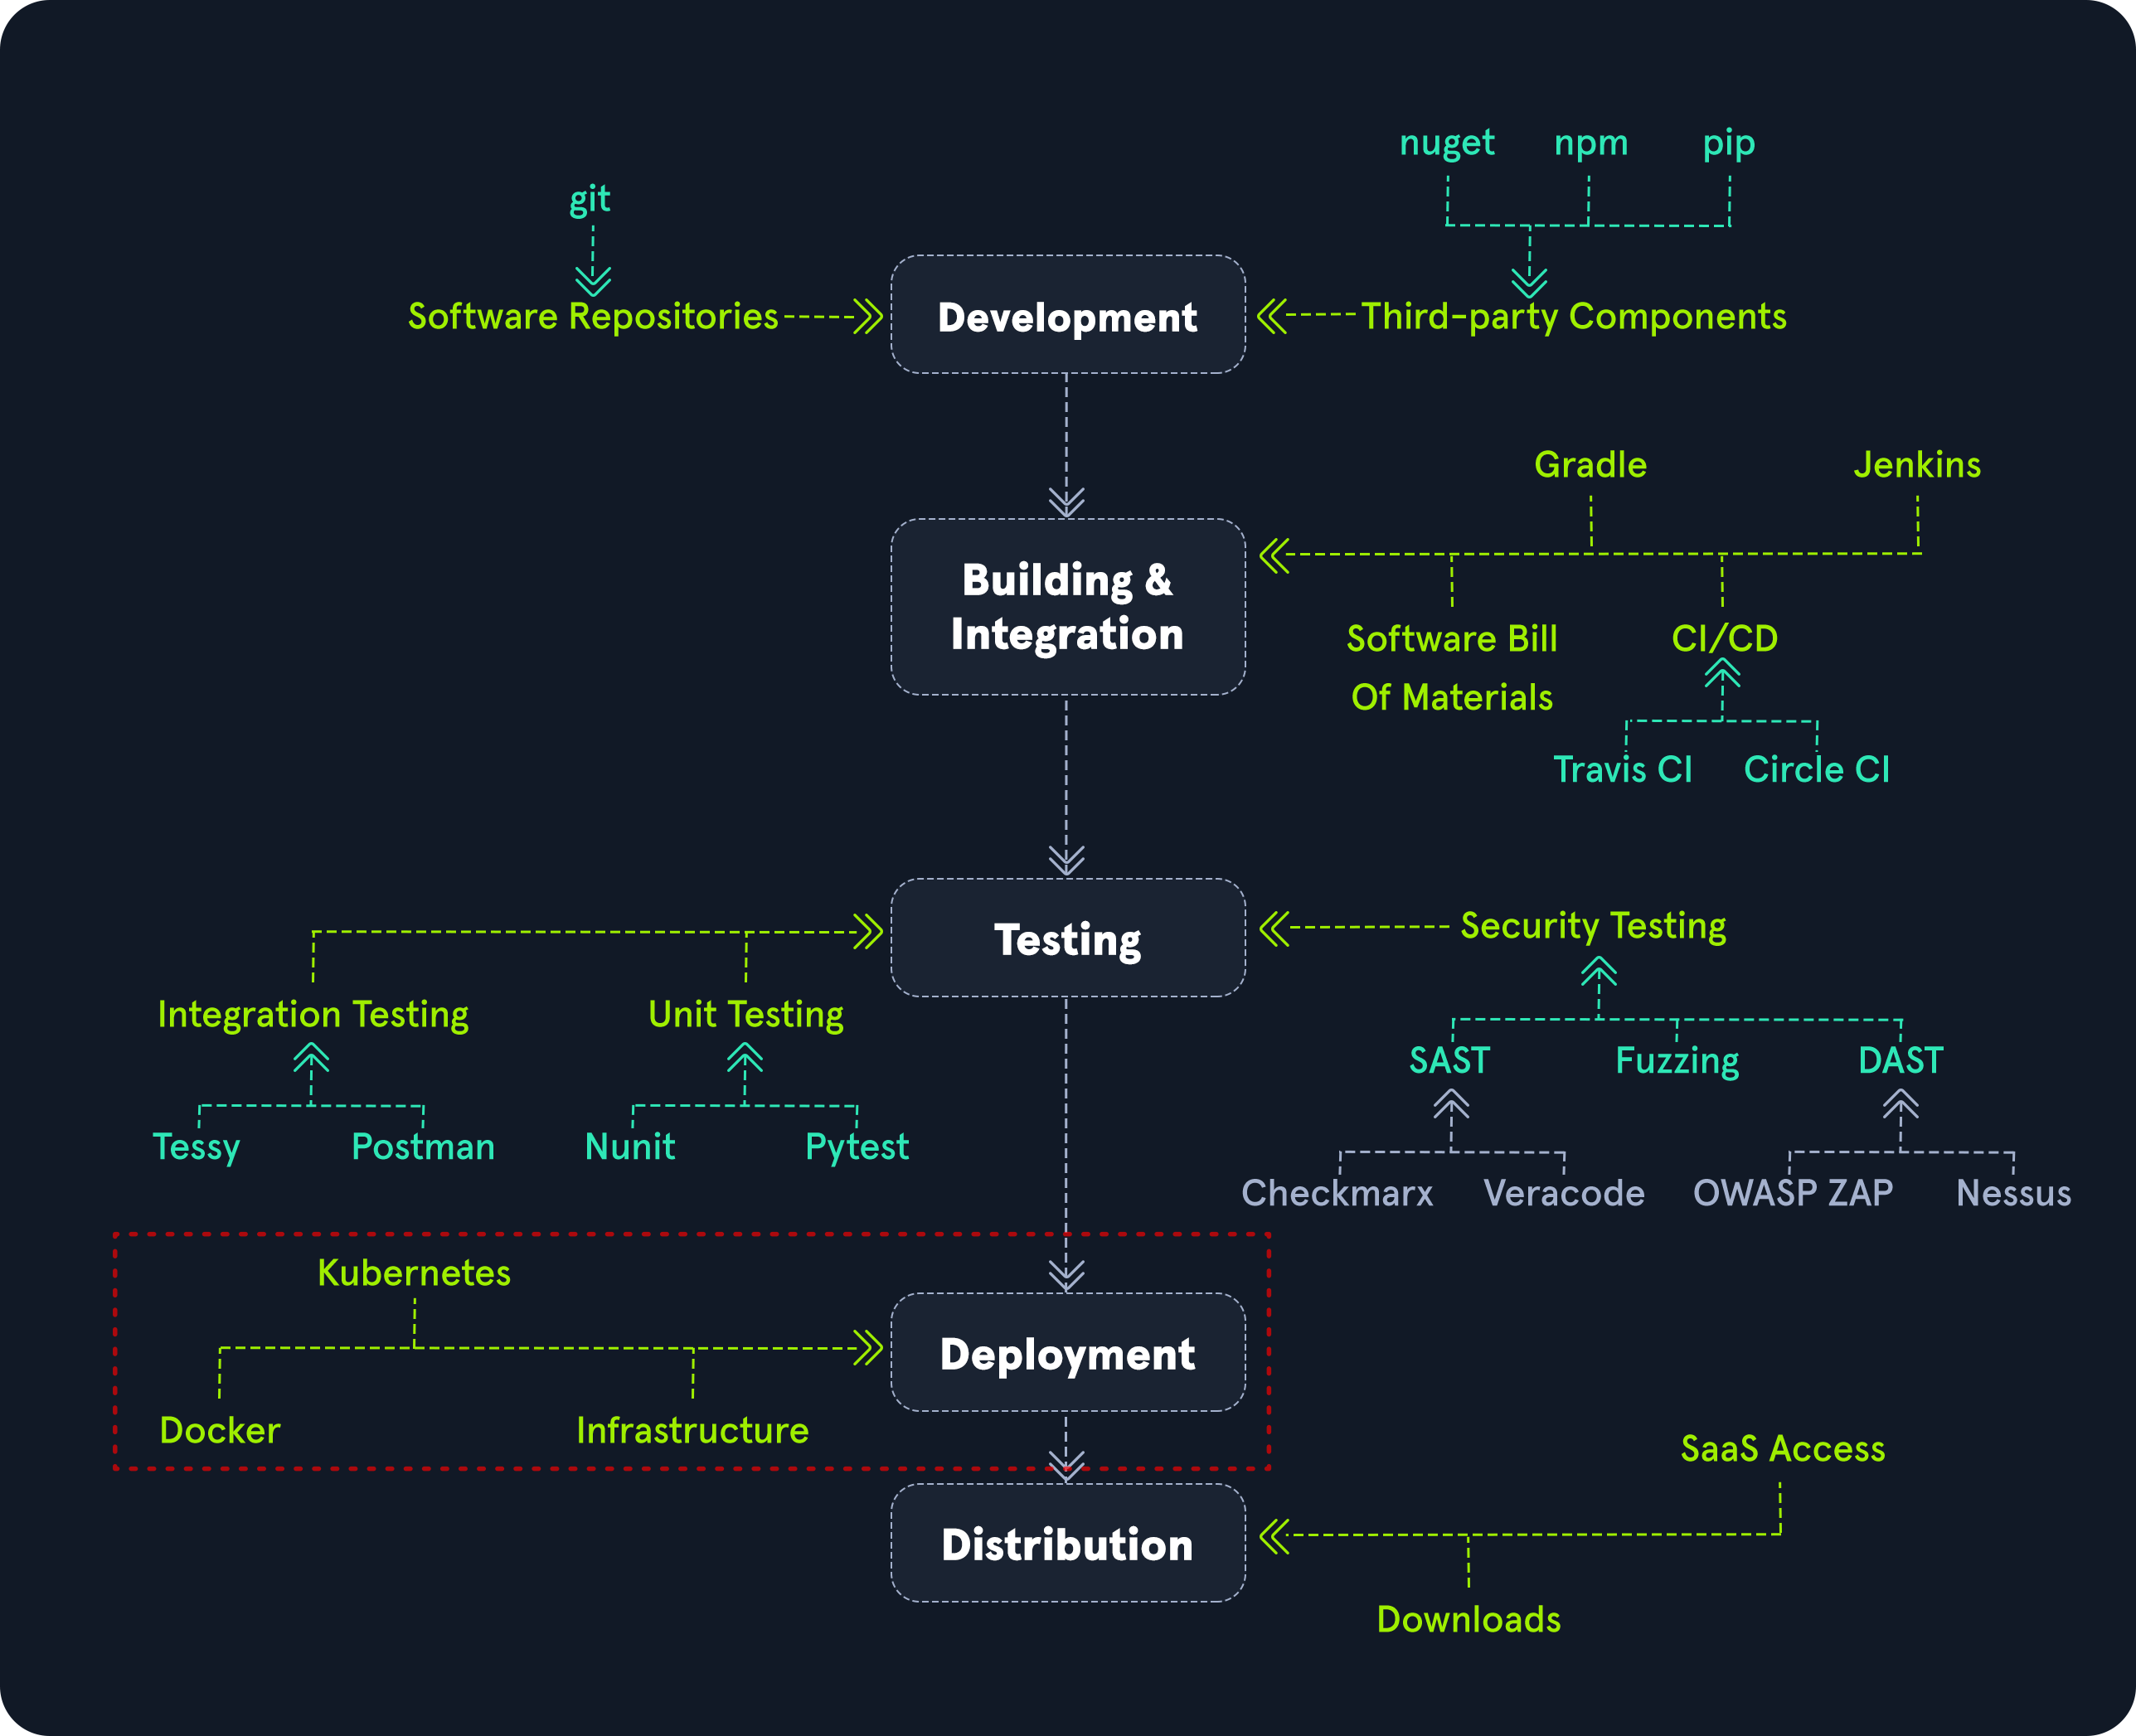 nuget npm pip
git
Software Repositories
Development
Third-party Components
Gradle Jenkins
Building &
Integration
Software Bill
Of Materials
CI/CD
Travis CI Circle CI
Testing
Security Testing
Integration Testing Unit Testing
SAST Fuzzing DAST
Tessy Postman Nunit Pytest
Checkmarx Veracode OWASP ZAP Nessus
Kubernetes
Deployment
Docker Infrastructure
SaaS Access
Distribution
Downloads